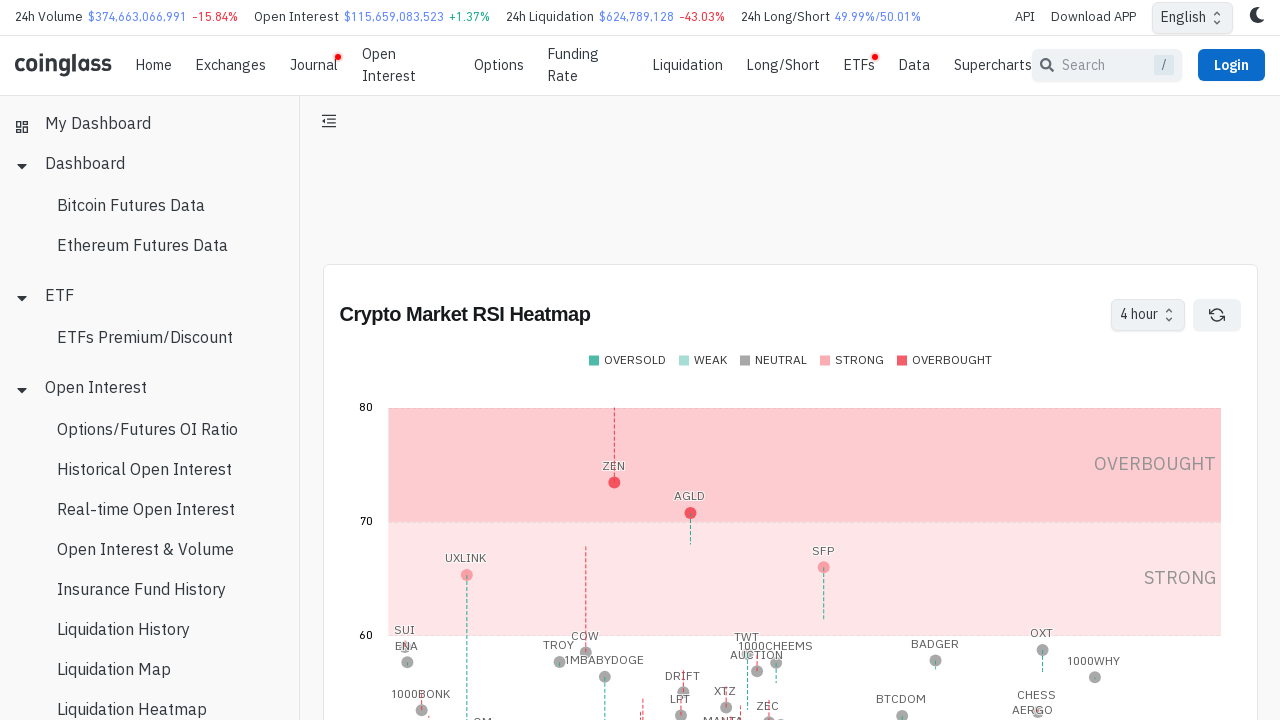 24h Volume $374,663,066,991 -15.84% Open Interest $115,659,083,523 +1.37% 24h Liquidation $624,789,128 -43.03% 24h Long/Short 49.99%/50.01% API Download APP English
coinglass Home Exchanges Journal Open Interest Options Funding Rate Liquidation Long/Short ETFs Data Supercharts Search / Login
My Dashboard
Dashboard
Bitcoin Futures Data
Ethereum Futures Data
ETF
ETFs Premium/Discount
Open Interest
Options/Futures OI Ratio
Historical Open Interest
Real-time Open Interest
Open Interest & Volume
Insurance Fund History
Liquidation History
Liquidation Map
Liquidation Heatmap
Crypto Market RSI Heatmap 4 hour
OVERSOLD WEAK NEUTRAL STRONG OVERBOUGHT
80
OVERBOUGHT
ZEN
AGLD
70
SFP
UXLINK
STRONG
60
SUI
OXT
COW
TWT
ENA
TROY
1000CHEEMS
BADGER
AUCTION
1MBABYDOGE
1000WHY
DRIFT
1000BONK
XTZ
CHESS
LPT
BTCDOM
ZEC
AERGO
MANTA